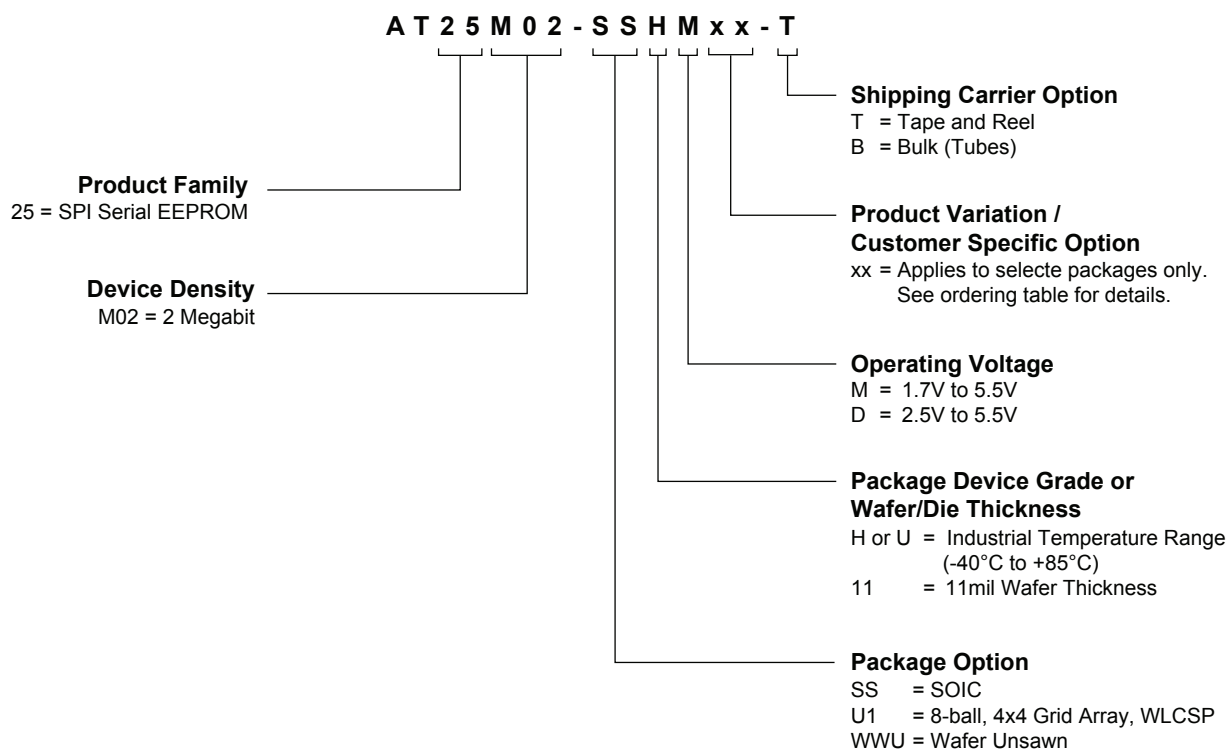 AT25M02-SSHMxx-T
Shipping Carrier Option
T = Tape and Reel
B = Bulk (Tubes)
Product Family
25 = SPI Serial EEPROM
Product Variation /
Customer Specific Option
xx = Applies to selecte packages only.
See ordering table for details.
Device Density
M02 = 2 Megabit
Operating Voltage
M = 1.7V to 5.5V
D = 2.5V to 5.5V
Package Device Grade or
Wafer/Die Thickness
H or U = Industrial Temperature Range
(-40°C to +85°C)
11 = 11mil Wafer Thickness
Package Option
SS = SOIC
U1 = 8-ball, 4x4 Grid Array, WLCSP
WWU = Wafer Unsawn